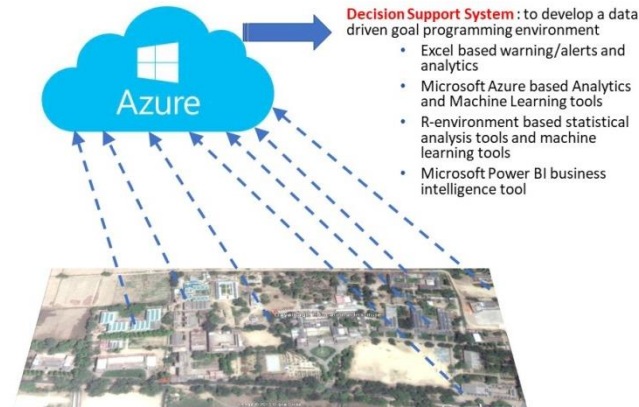 Decision Support System : to develop a data
driven goal programming environment
• Excel based warning/alerts and
analytics
• Microsoft Azure based Analytics
and Machine Learning tools
• R-environment based statistical
analysis tools and machine
learning tools
• Microsoft Power BI business
intelligence tool
Azure